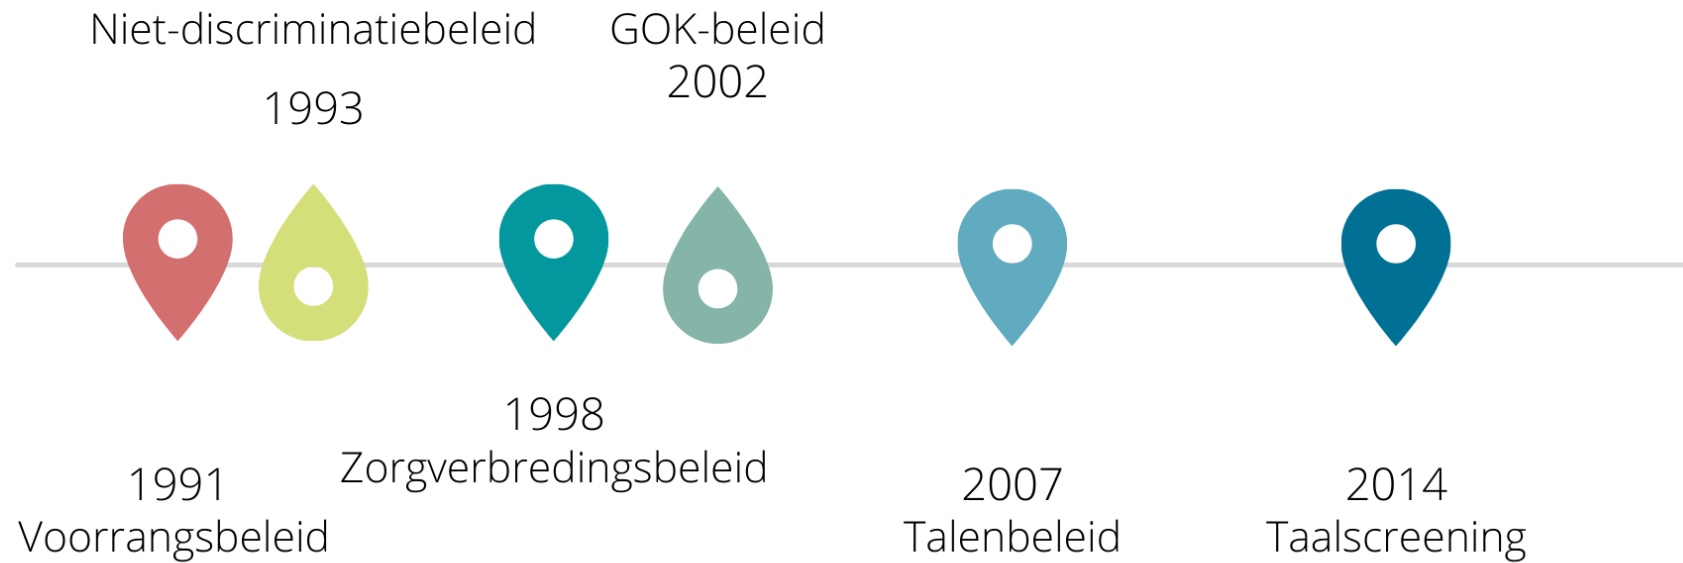 Niet-discriminatiebeleid
1993
GOK-beleid
2002
1991
Voorrangsbeleid
1998
Zorgverbredingsbeleid
2007
Talenbeleid
2014
Taalscreening